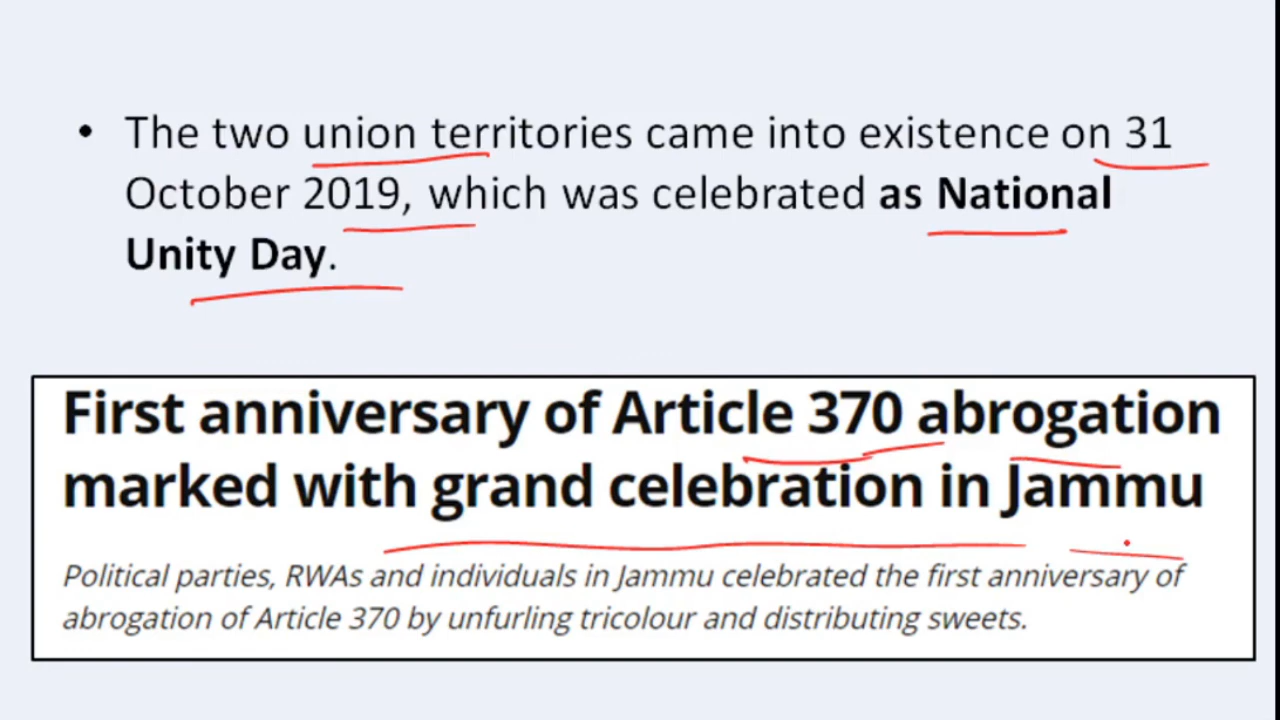 • The two union territories came into existence on 31
October 2019, which was celebrated as National
Unity Day.
First anniversary of Article 370 abrogation
marked with grand celebration in Jammu
Political parties, RWAs and individuals in Jammu celebrated the first anniversary of
abrogation of Article 370 by unfurling tricolour and distributing sweets.